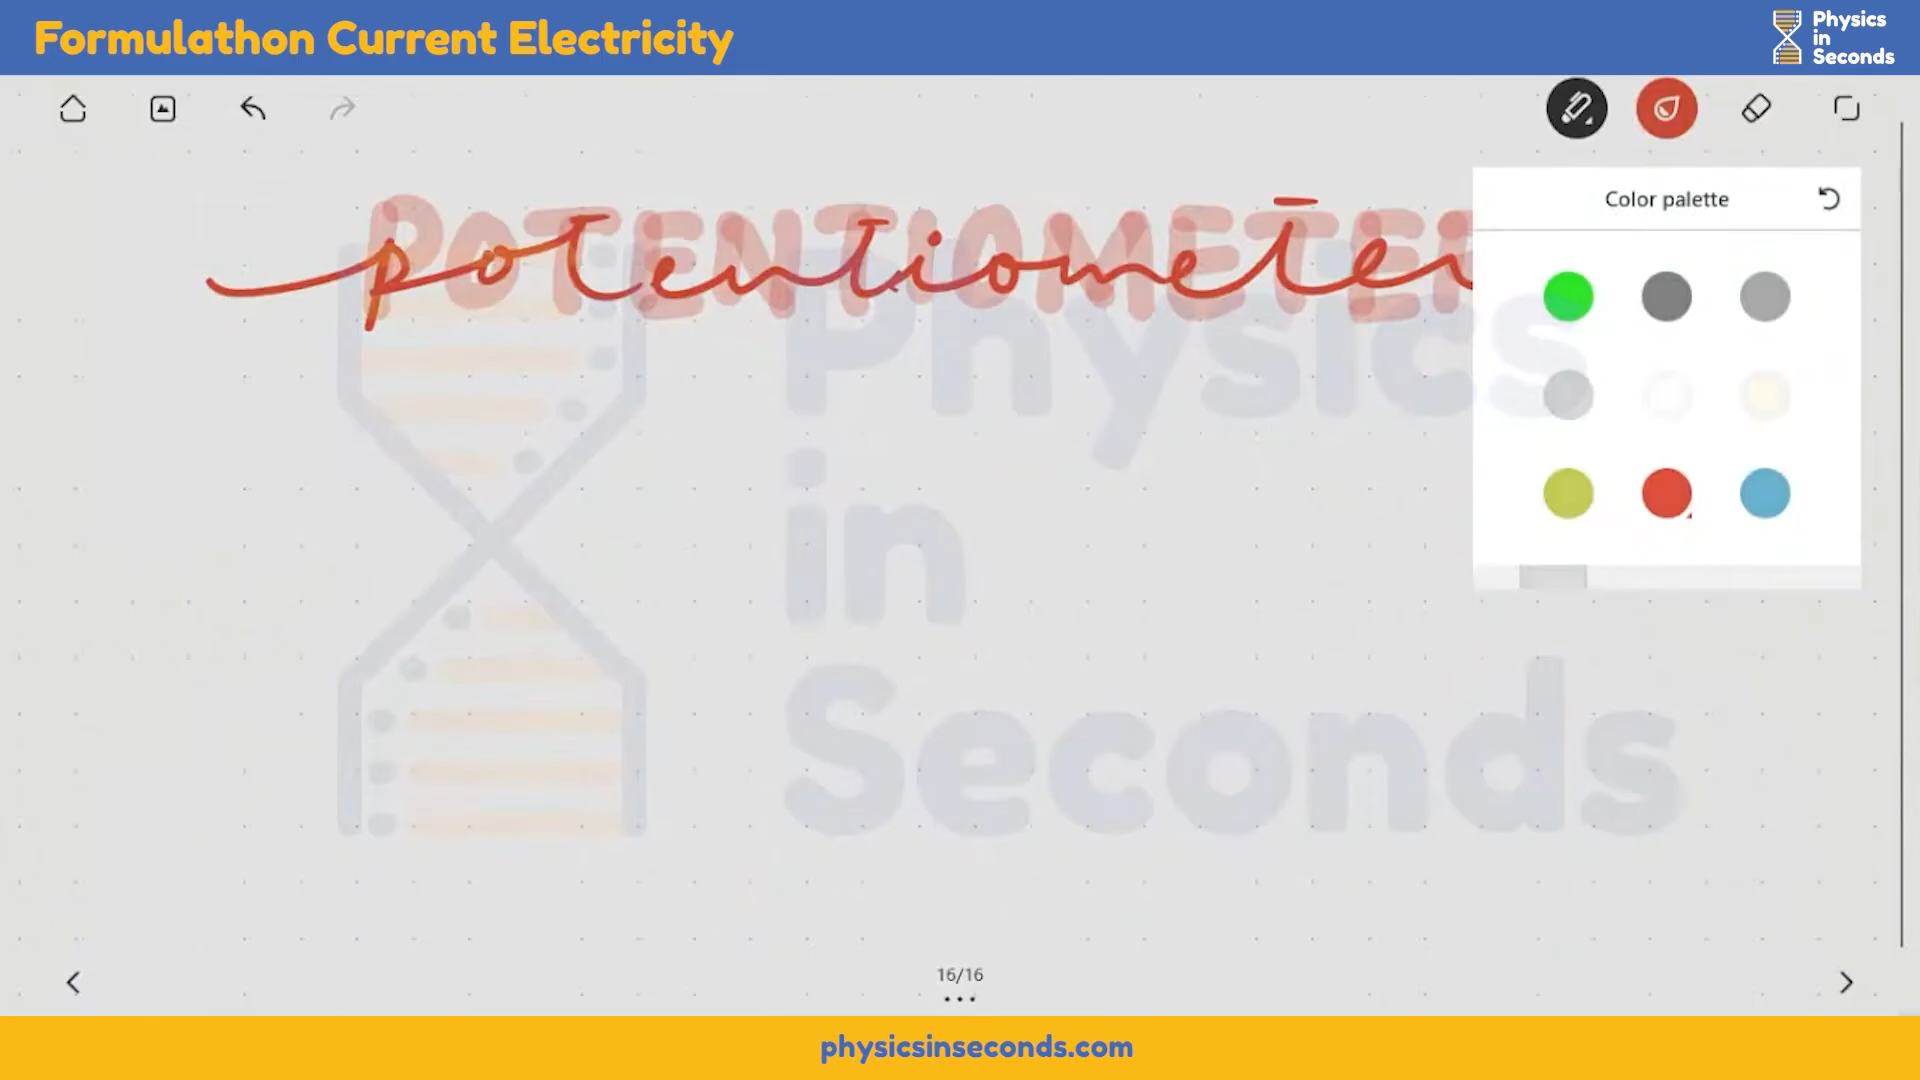 Formulathon Current Electricity
Physics
in
Seconds
Color palette
POTENTIOMETER
potentiometer
Physics
in
Seconds
16/16
physicsinseconds.com